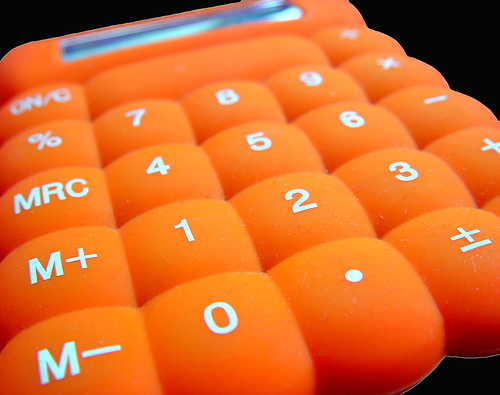 ON/C ÷
% 7 8 9 ×
MRC 4 5 6 −
M+ 1 2 3 +
M− 0 • ±